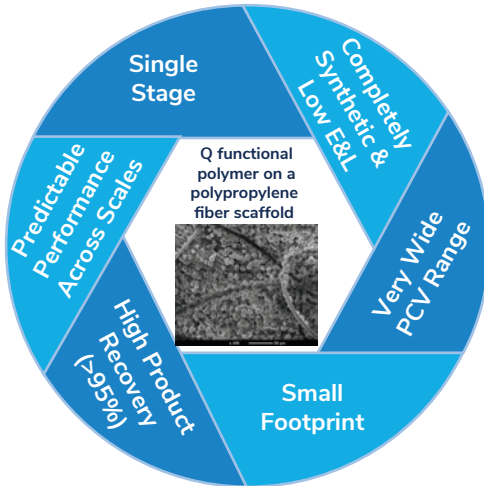 Single
Stage
Completely
Synthetic &
Low E&L
Very Wide
PCV Range
Small
Footprint
High Product
Recovery
(>95%)
Predictable
Performance
Across Scales
Q functional
polymer on a
polypropylene
fiber scaffold